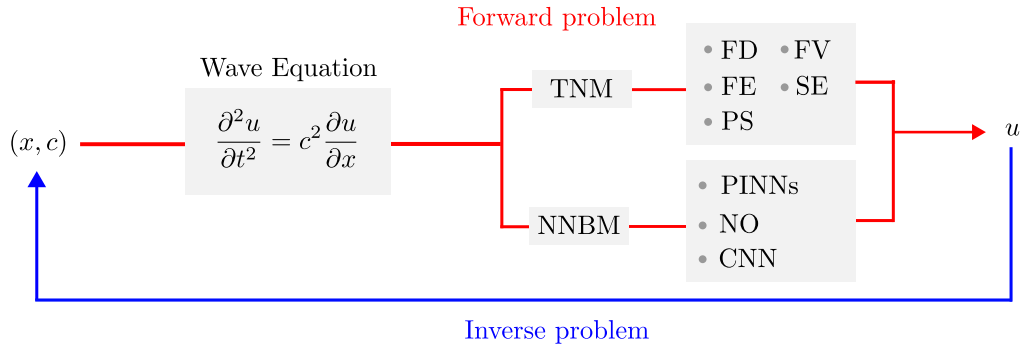 Forward problem
Wave Equation
(x, c)
∂²u/∂t² = c² ∂u/∂x
TNM
• FD • FV
• FE • SE
• PS
u
NNBM
• PINNs
• NO
• CNN
Inverse problem